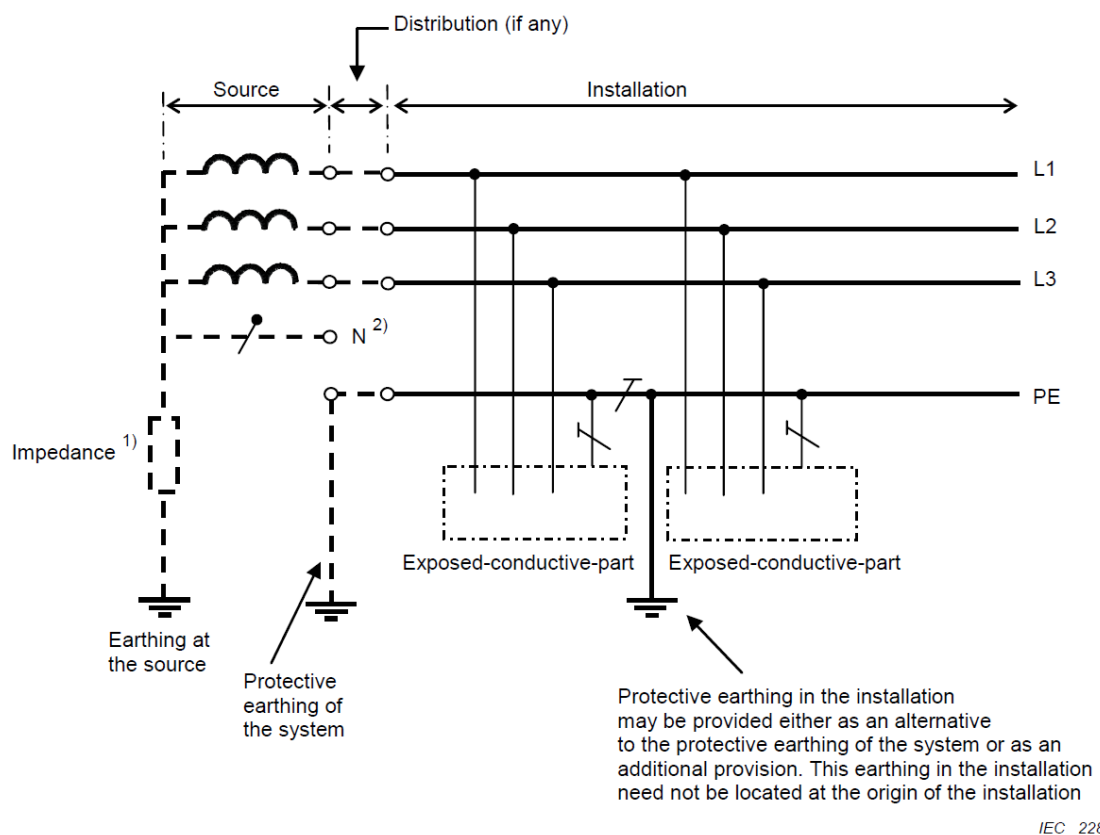 Distribution (if any)
Source
Installation
L1
L2
L3
N 2)
PE
Impedance 1)
Exposed-conductive-part
Exposed-conductive-part
Earthing at
the source
Protective
earthing of
the system
Protective earthing in the installation
may be provided either as an alternative
to the protective earthing of the system or as an
additional provision. This earthing in the installation
need not be located at the origin of the installation
IEC 228